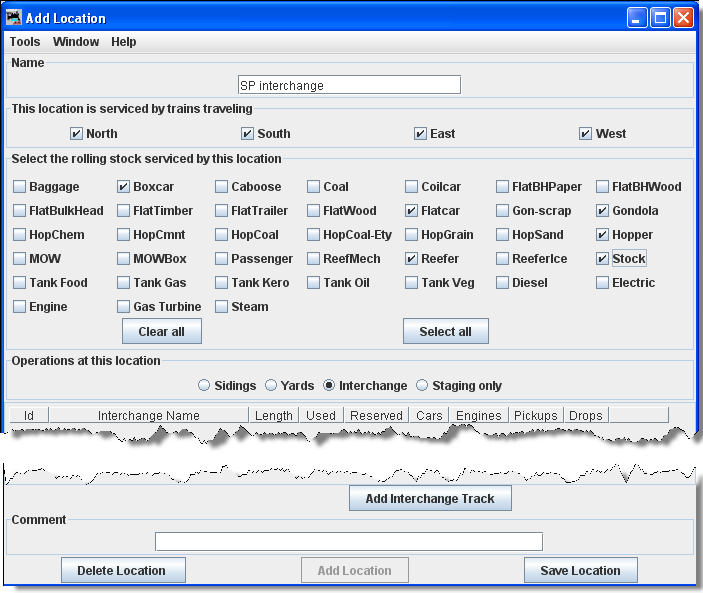 Add Location
Tools Window Help
Name
SP interchange
This location is serviced by trains traveling
North South East West
Select the rolling stock serviced by this location
Baggage Boxcar Caboose Coal Coilcar FlatBHPaper FlatBHWood
FlatBulkHead FlatTimber FlatTrailer FlatWood Flatcar Gon-scrap Gondola
HopChem HopCmnt HopCoal HopCoal-Ety HopGrain HopSand Hopper
MOW MOWBox Passenger ReefMech Reefer ReeferIce Stock
Tank Food Tank Gas Tank Kero Tank Oil Tank Veg Diesel Electric
Engine Gas Turbine Steam
Clear all Select all
Operations at this location
Sidings Yards Interchange Staging only
Id Interchange Name Length Used Reserved Cars Engines Pickups Drops
Add Interchange Track
Comment
Delete Location Add Location Save Location